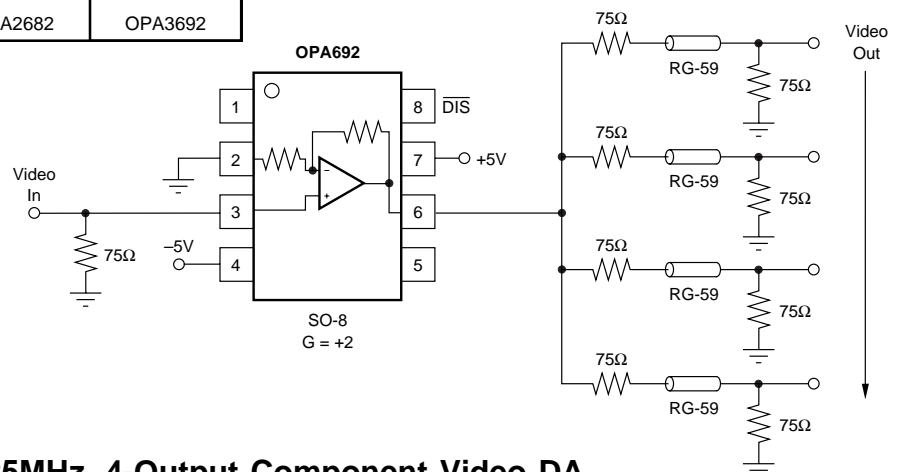 A2682 OPA3692
OPA692
1
8 DIS
2
7 +5V
Video
In
3
6
75Ω
–5V
4
5
SO-8
G = +2
75Ω
RG-59
75Ω
75Ω
RG-59
75Ω
75Ω
RG-59
75Ω
75Ω
RG-59
75Ω
Video
Out
5MHz, 4-Output Component Video DA